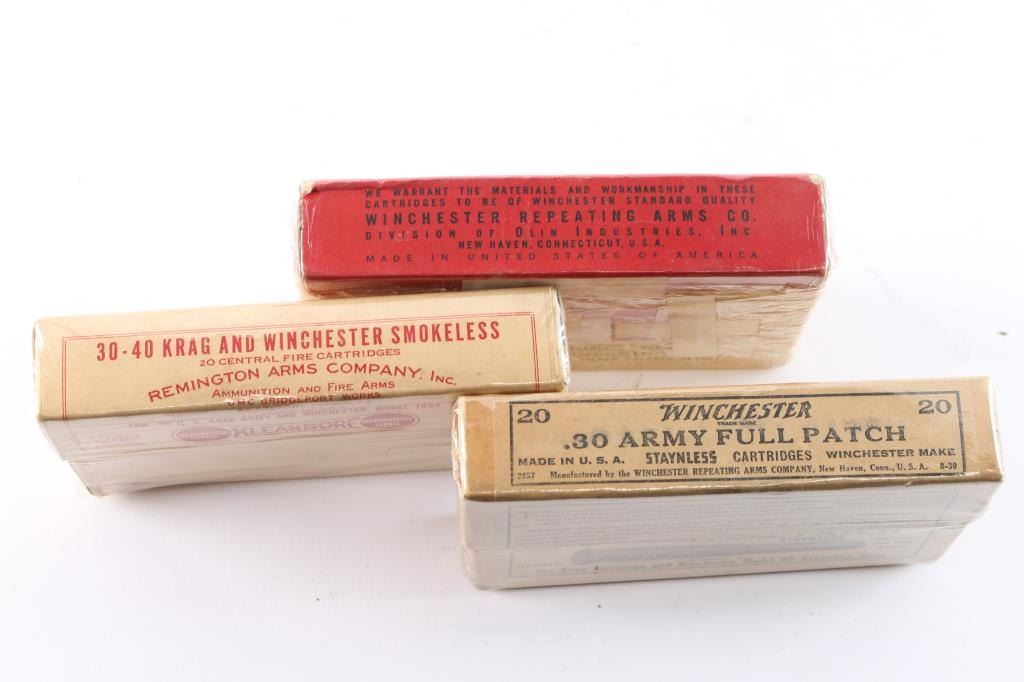 WE WARRANT THE MATERIALS AND WORKMANSHIP IN THESE
CARTRIDGES TO BE OF WINCHESTER STANDARD QUALITY
WINCHESTER REPEATING ARMS CO.
DIVISION OF OLIN INDUSTRIES, INC.
NEW HAVEN, CONNECTICUT, U.S.A.
MADE IN UNITED STATES OF AMERICA
30-40 KRAG AND WINCHESTER SMOKELESS
20 CENTRAL FIRE CARTRIDGES
REMINGTON ARMS COMPANY, INC.
AMMUNITION AND FIRE ARMS
UMC BRIDGEPORT WORKS
KLEANBORE
20 WINCHESTER 20
TRADE MARK
.30 ARMY FULL PATCH
MADE IN U.S.A. STAYNLESS CARTRIDGES WINCHESTER MAKE
2657 Manufactured by the WINCHESTER REPEATING ARMS COMPANY, New Haven, Conn., U. S. A. 8-30